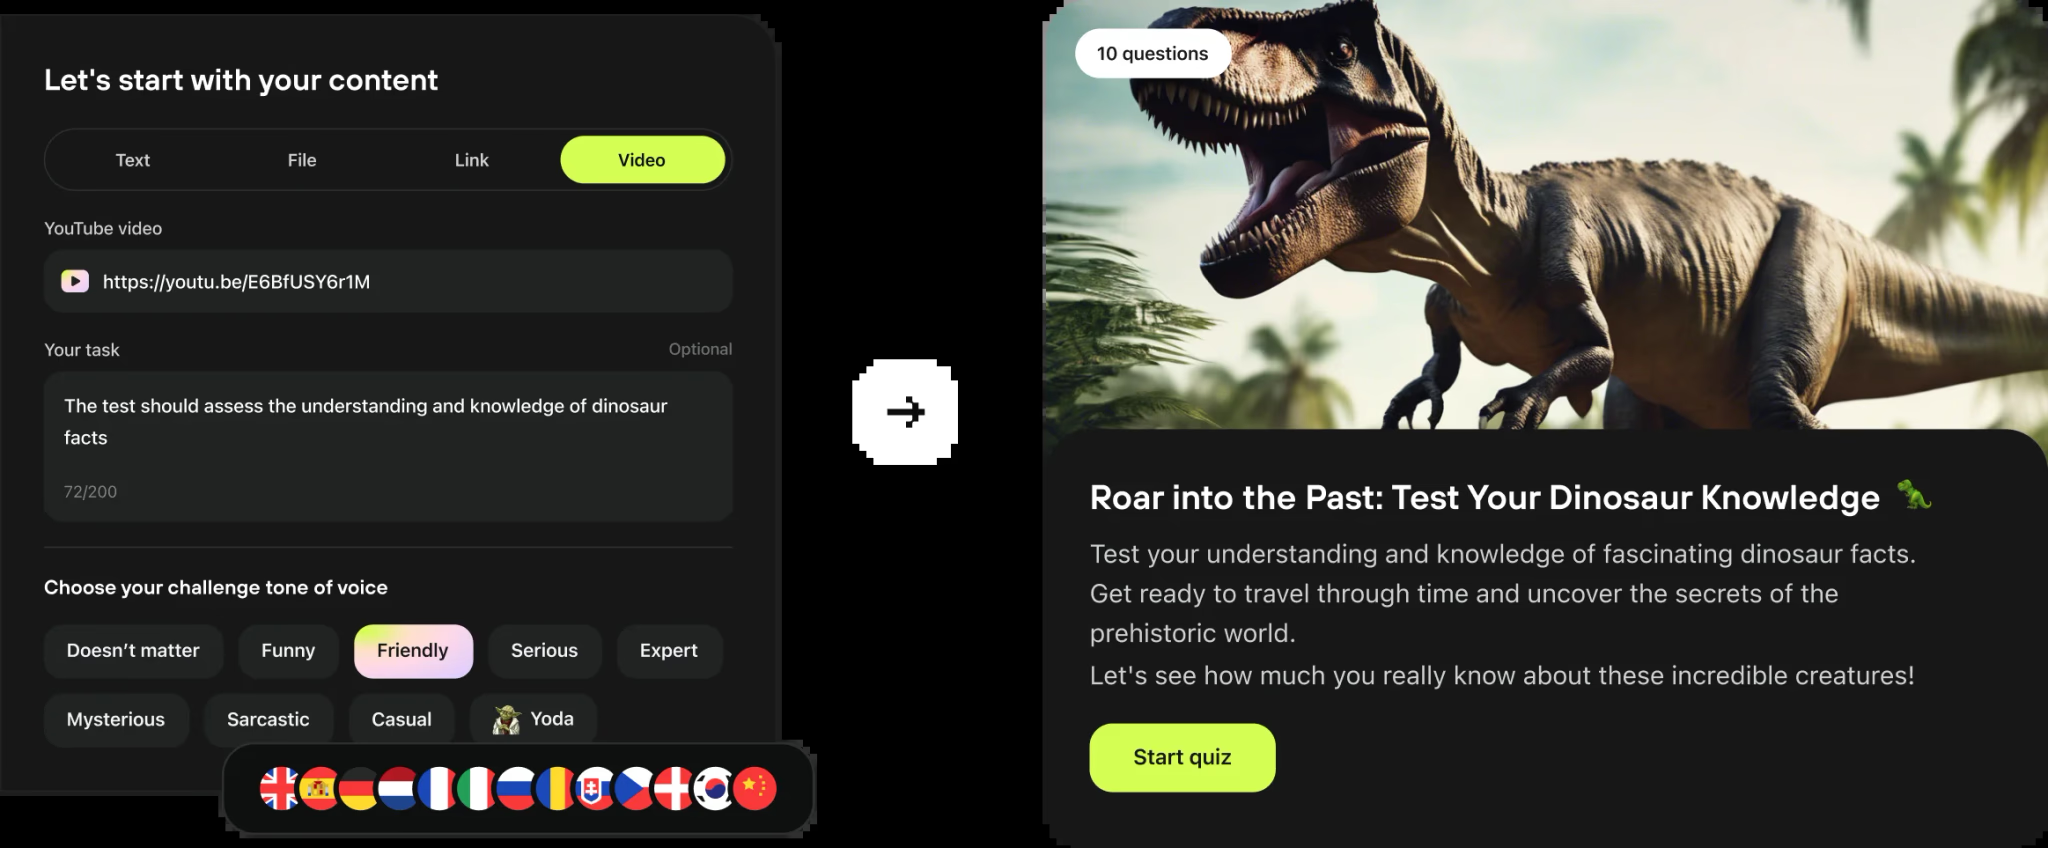 Let's start with your content
Text
File
Link
Video
YouTube video
https://youtu.be/E6BfUSY6r1M
Your task
Optional
The test should assess the understanding and knowledge of dinosaur
facts
72/200
Choose your challenge tone of voice
Doesn’t matter
Funny
Friendly
Serious
Expert
Mysterious
Sarcastic
Casual
Yoda
10 questions
Roar into the Past: Test Your Dinosaur Knowledge
Test your understanding and knowledge of fascinating dinosaur facts.
Get ready to travel through time and uncover the secrets of the
prehistoric world.
Let's see how much you really know about these incredible creatures!
Start quiz